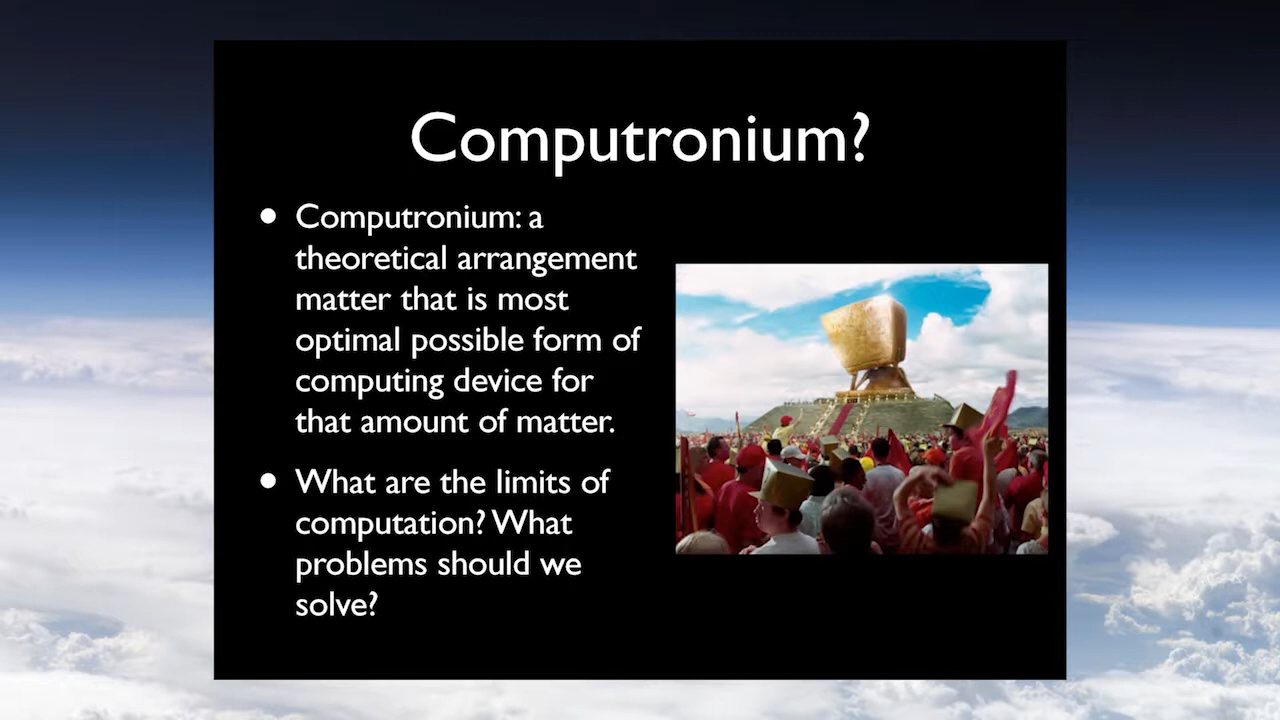 Computronium?
• Computronium: a
theoretical arrangement
matter that is most
optimal possible form of
computing device for
that amount of matter.
• What are the limits of
computation? What
problems should we
solve?